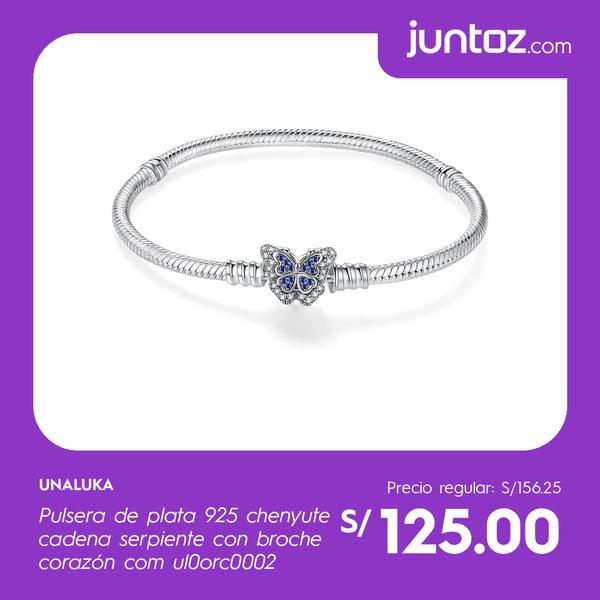 juntoz.com
UNALUKA
Pulsera de plata 925 chenyute
cadena serpiente con broche
corazón com ul0orc0002
Precio regular: S/156.25
S/125.00